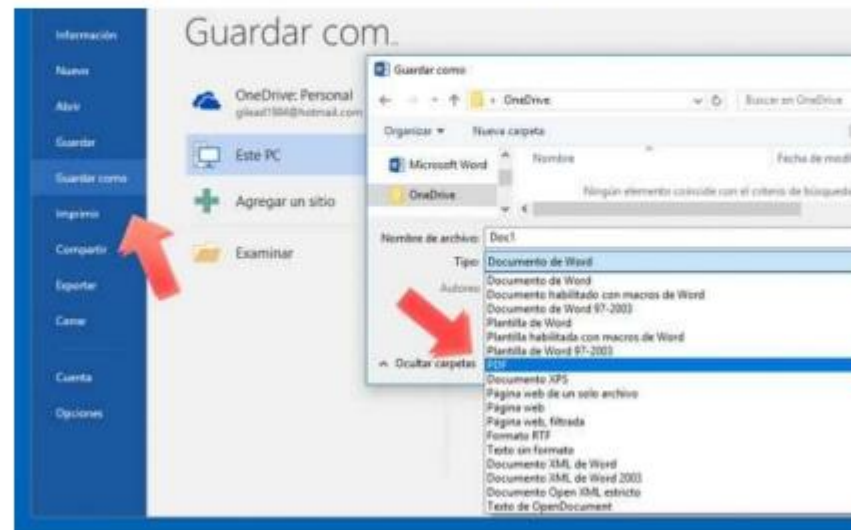 Información
Nuevo
Abrir
Guardar
Guardar como
Imprimir
Compartir
Exportar
Cerrar
Cuenta
Opciones
Guardar com
OneDrive: Personal
@hotmail.com
Este PC
Agregar un sitio
Examinar
Guardar como
OneDrive
Buscar en OneDrive
Organizar
Nueva carpeta
Microsoft Word
OneDrive
Nombre
Fecha de modi
Ningún elemento coincide con el criterio de búsqueda
Nombre de archivo: Doc1
Tipo: Documento de Word
Autores
Ocultar carpetas
Documento de Word
Documento habilitado con macros de Word
Documento de Word 97-2003
Plantilla de Word
Plantilla habilitada con macros de Word
Plantilla de Word 97-2003
PDF
Documento XPS
Página web de un solo archivo
Página web
Página web, filtrada
Formato RTF
Texto sin formato
Documento XML de Word
Documento XML de Word 2003
Documento Open XML estricto
Texto de OpenDocument